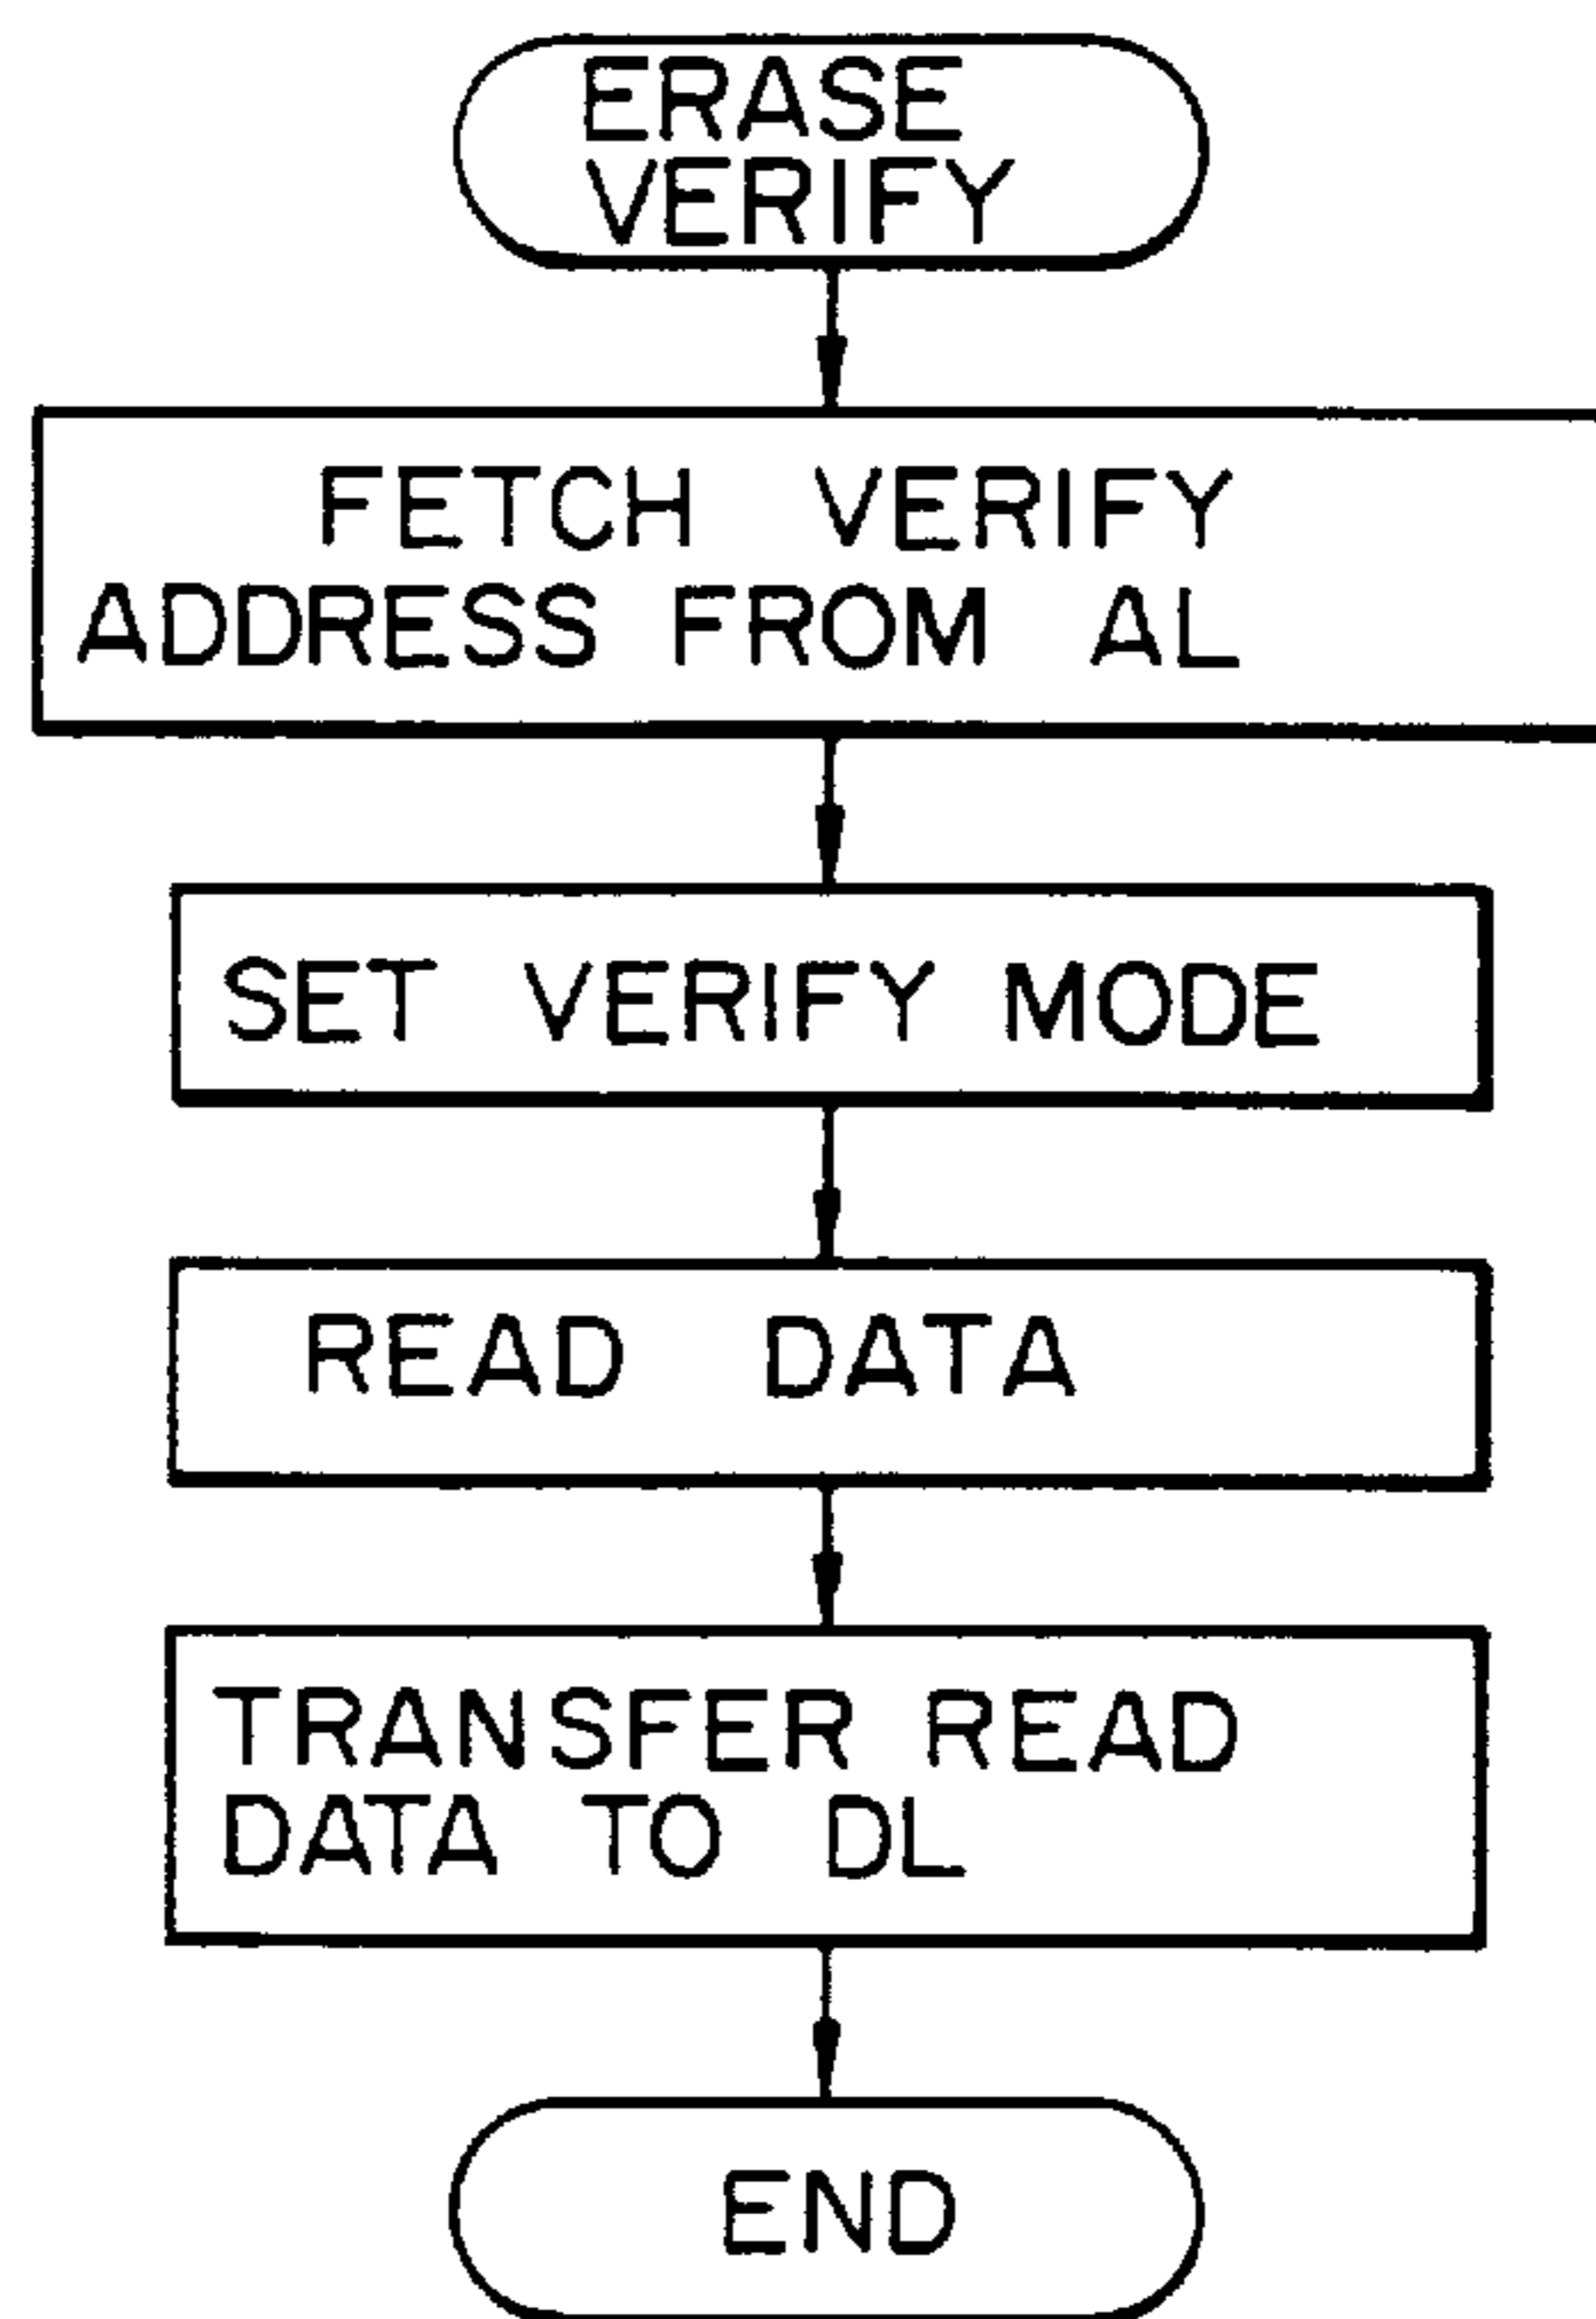 ERASE
VERIFY
FETCH VERIFY
ADDRESS FROM AL
SET VERIFY MODE
READ DATA
TRANSFER READ
DATA TO DL
END